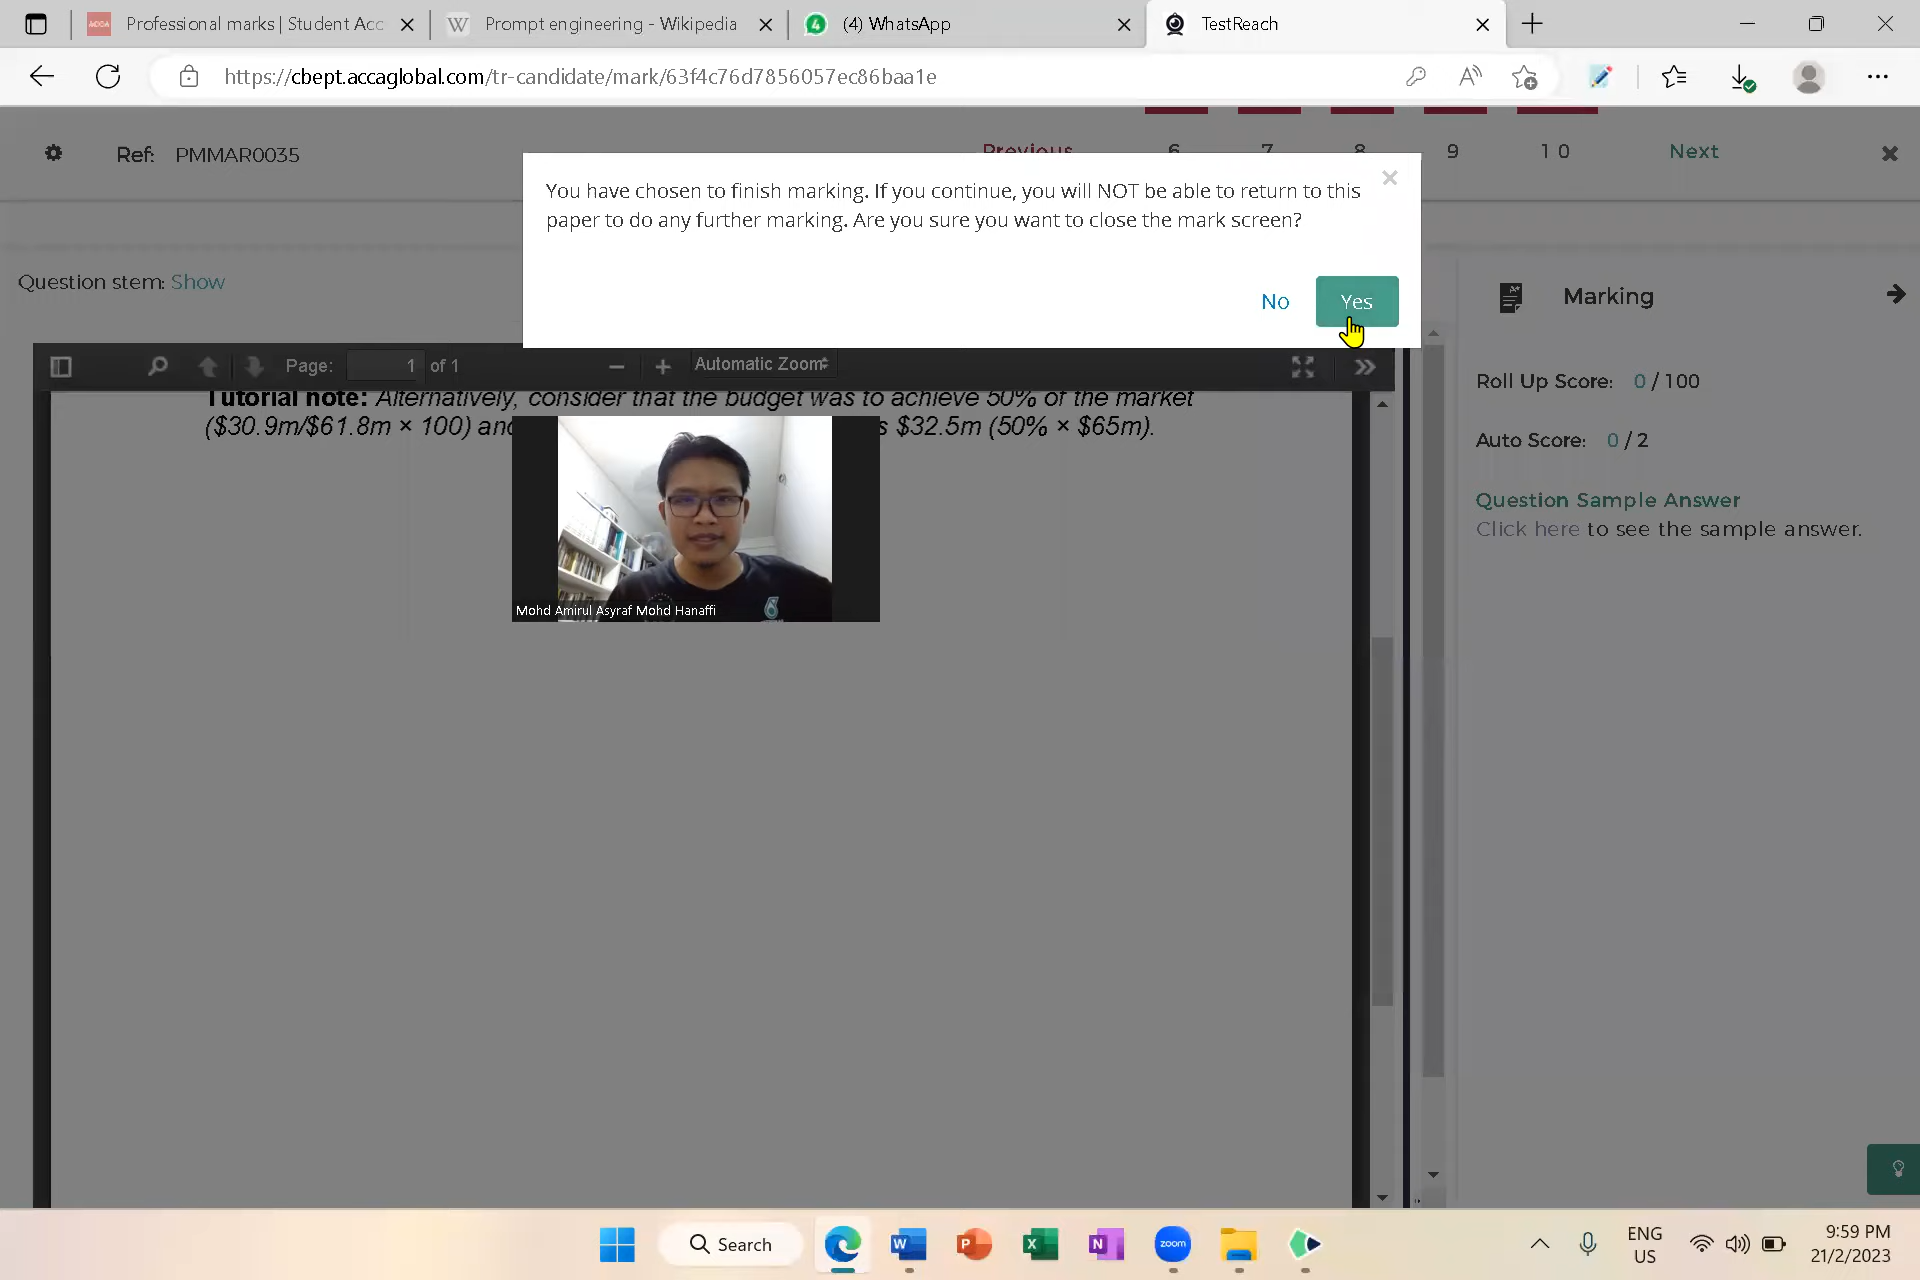 Professional marks | Student Acc
Prompt engineering - Wikipedia
(4) WhatsApp
TestReach
https://cbept.accaglobal.com/tr-candidate/mark/63f4c76d7856057ec86baa1e
Ref: PMMAR0035
Previous 6 7 8 9 10 Next
You have chosen to finish marking. If you continue, you will NOT be able to return to this
paper to do any further marking. Are you sure you want to close the mark screen?
No Yes
Question stem: Show
Marking
Page: 1 of 1
Automatic Zoom
Roll Up Score: 0 / 100
Tutorial note: Alternatively, consider that the budget was to achieve 50% of the market
($30.9m/$61.8m × 100) and
$32.5m (50% × $65m).
Auto Score: 0 / 2
Question Sample Answer
Click here to see the sample answer.
Mohd Amirul Asyraf Mohd Hanaffi
Search
zoom
ENG
US
9:59 PM
21/2/2023